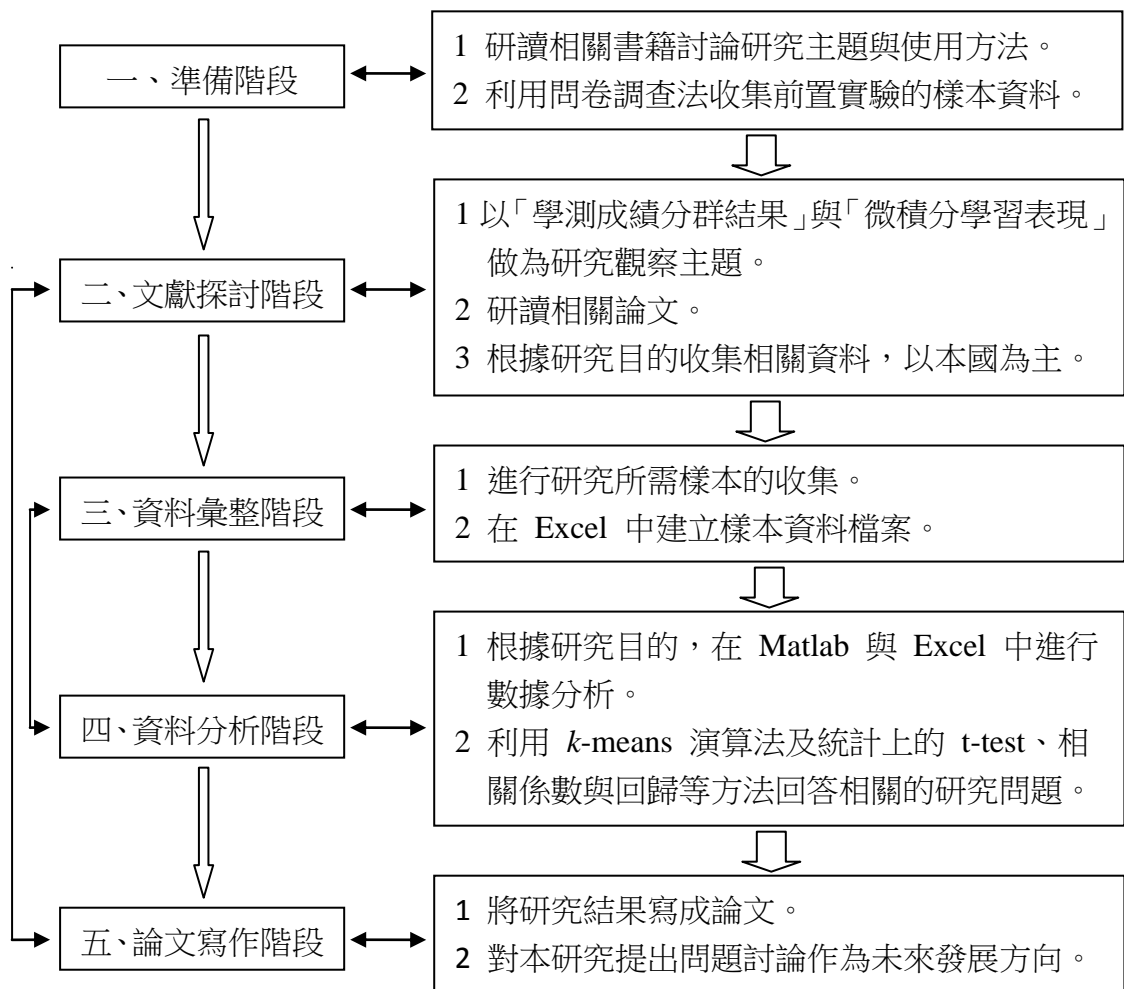 一、準備階段
1 研讀相關書籍討論研究主題與使用方法。
2 利用問卷調查法收集前置實驗的樣本資料。
二、文獻探討階段
1 以「學測成績分群結果」與「微積分學習表現」
做為研究觀察主題。
2 研讀相關論文。
3 根據研究目的收集相關資料，以本國為主。
三、資料彙整階段
1 進行研究所需樣本的收集。
2 在 Excel 中建立樣本資料檔案。
四、資料分析階段
1 根據研究目的，在 Matlab 與 Excel 中進行
數據分析。
2 利用 k-means 演算法及統計上的 t-test、相
關係數與回歸等方法回答相關的研究問題。
五、論文寫作階段
1 將研究結果寫成論文。
2 對本研究提出問題討論作為未來發展方向。